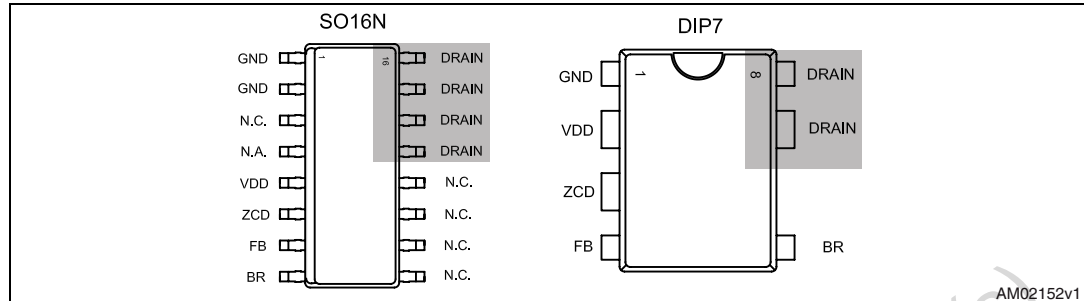 SO16N
GND 1 16 DRAIN
GND DRAIN
N.C. DRAIN
N.A. DRAIN
VDD N.C.
ZCD N.C.
FB N.C.
BR N.C.
DIP7
GND 1 8 DRAIN
VDD DRAIN
ZCD
FB BR
AM02152v1